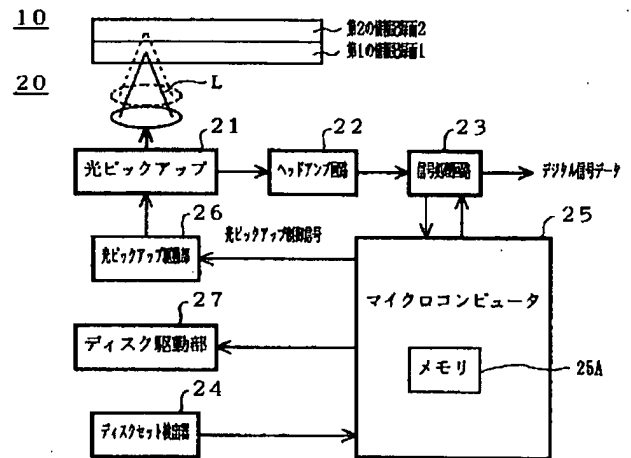 10
第2の情報記録面2
第1の情報記録面1
20
L
21
22
23
光ピックアップ
ヘッドアンプ回路
信号処理回路
デジタル信号データ
26
光ピックアップ制御信号
25
光ピックアップ駆動部
マイクロコンピュータ
27
ディスク駆動部
メモリ
25A
24
ディスクセット検出器